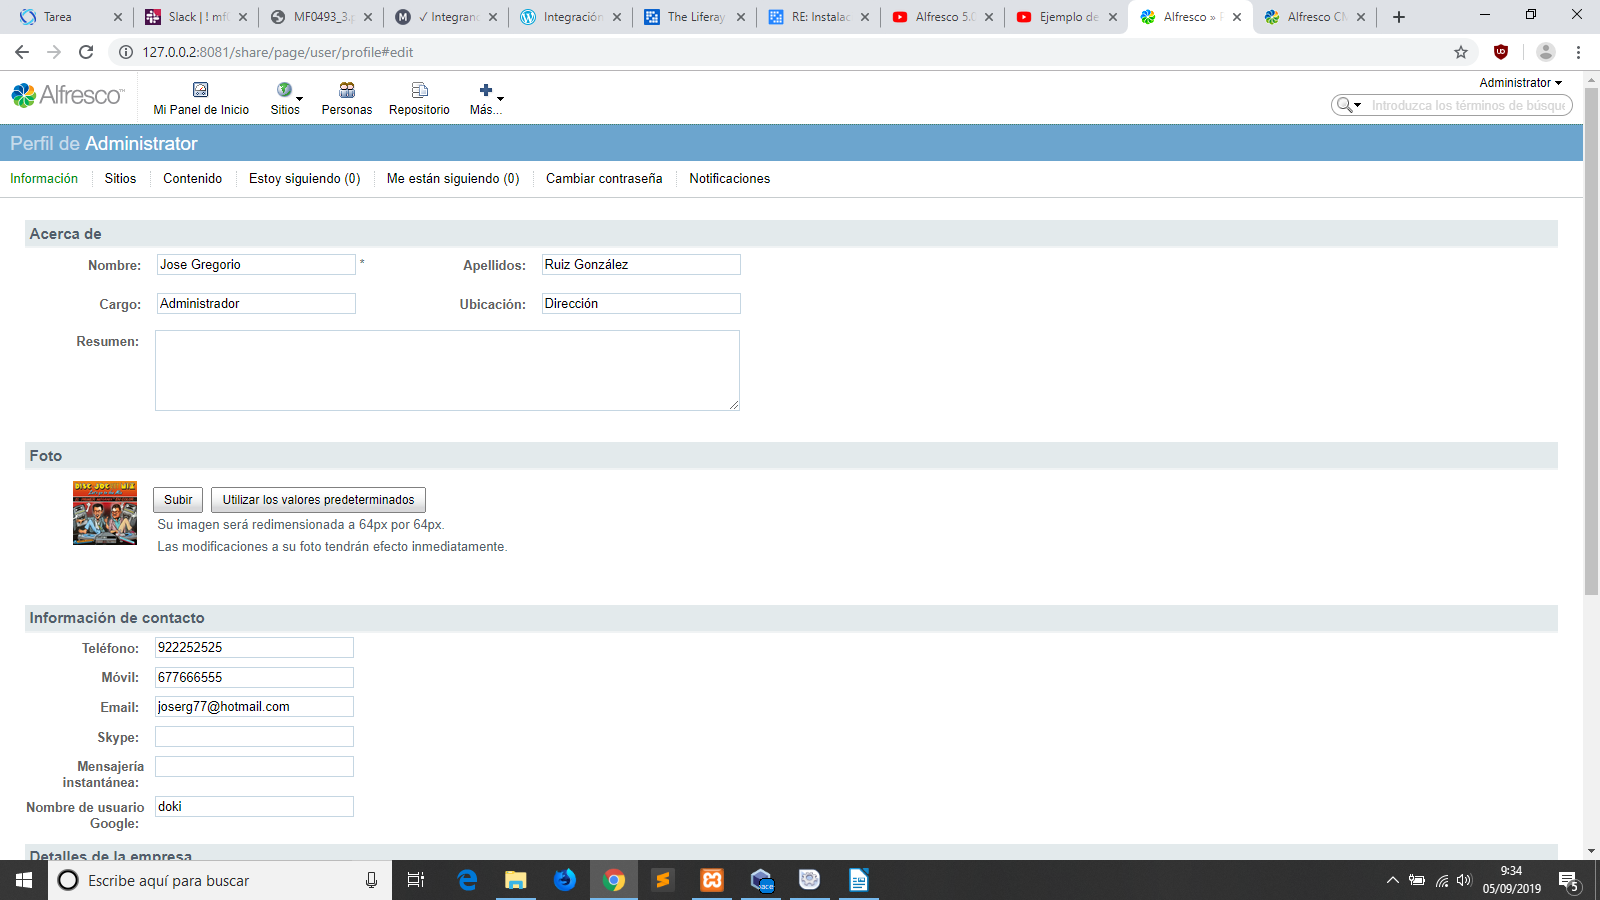 Tarea
Slack | ! mf
MF0493_3.p
✓ Integran
Integración
The Liferay
RE: Instalac
Alfresco 5.0
Ejemplo de
Alfresco »
Alfresco CM
127.0.0.2:8081/share/page/user/profile#edit
Alfresco™
Mi Panel de Inicio
Sitios
Personas
Repositorio
Más...
Administrator
Introduzca los términos de búsque
Perfil de Administrator
Información
Sitios
Contenido
Estoy siguiendo (0)
Me están siguiendo (0)
Cambiar contraseña
Notificaciones
Acerca de
Nombre: Jose Gregorio * Apellidos: Ruiz González
Cargo: Administrador Ubicación: Dirección
Resumen:
Foto
Subir Utilizar los valores predeterminados
Su imagen será redimensionada a 64px por 64px.
Las modificaciones a su foto tendrán efecto inmediatamente.
Información de contacto
Teléfono: 922252525
Móvil: 677666555
Email: joserg77@hotmail.com
Skype:
Mensajería
instantánea:
Nombre de usuario doki
Google:
Detalles de la empresa
Escribe aquí para buscar
9:34
05/09/2019
5